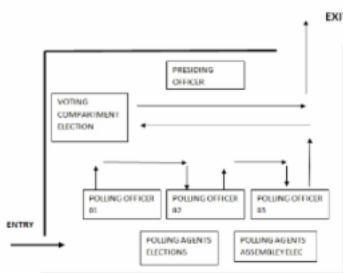 EXIT
PRESIDING
OFFICER
VOTING
COMPARTMENT
ELECTION
POLLING OFFICER
01
POLLING OFFICER
02
POLLING OFFICER
03
ENTRY
POLLING AGENTS
ELECTIONS
POLLING AGENTS
ASSEMBLEY ELEC